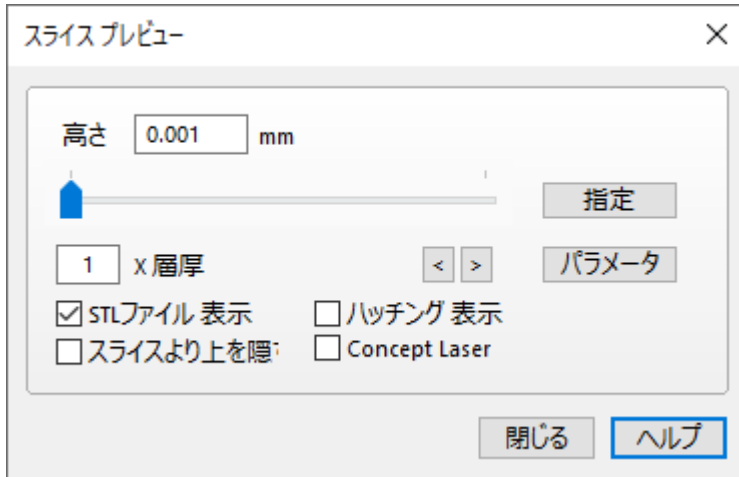 スライス プレビュー
高さ 0.001 mm
指定
1 X 層厚 < > パラメータ
STLファイル 表示 ハッチング 表示
スライスより上を隠 Concept Laser
閉じる ヘルプ